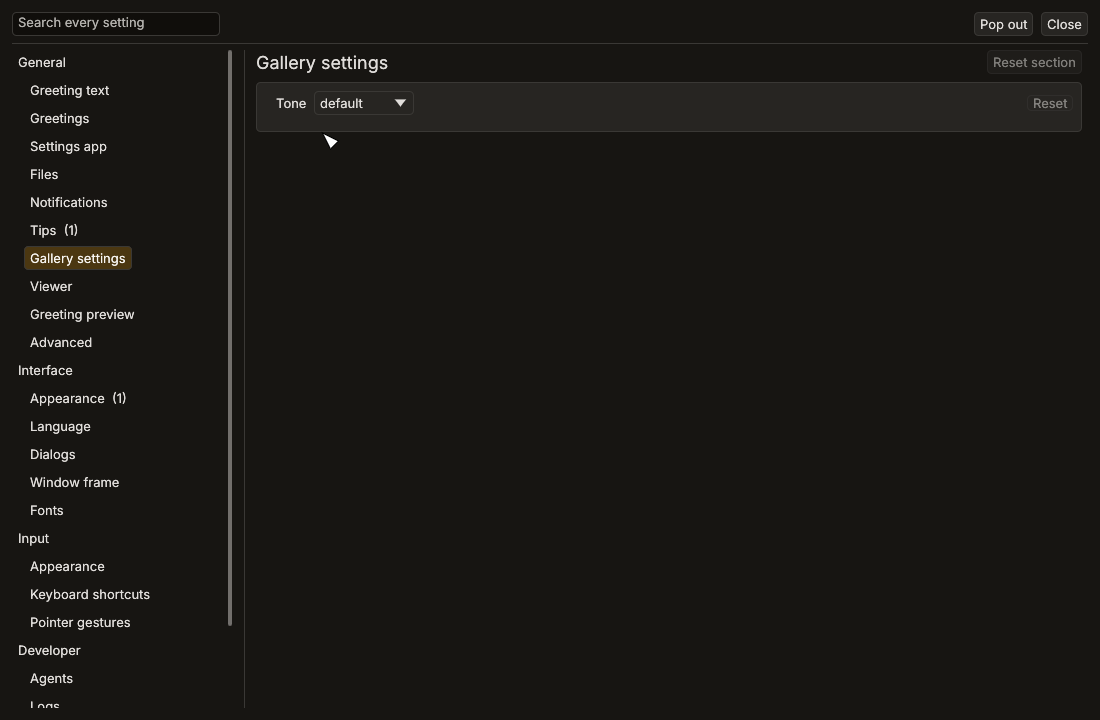 Search every setting
Pop out
Close
General
Greeting text
Greetings
Settings app
Files
Notifications
Tips (1)
Gallery settings
Viewer
Greeting preview
Advanced
Interface
Appearance (1)
Language
Dialogs
Window frame
Fonts
Input
Appearance
Keyboard shortcuts
Pointer gestures
Developer
Agents
Logs
Gallery settings
Reset section
Tone
default
Reset